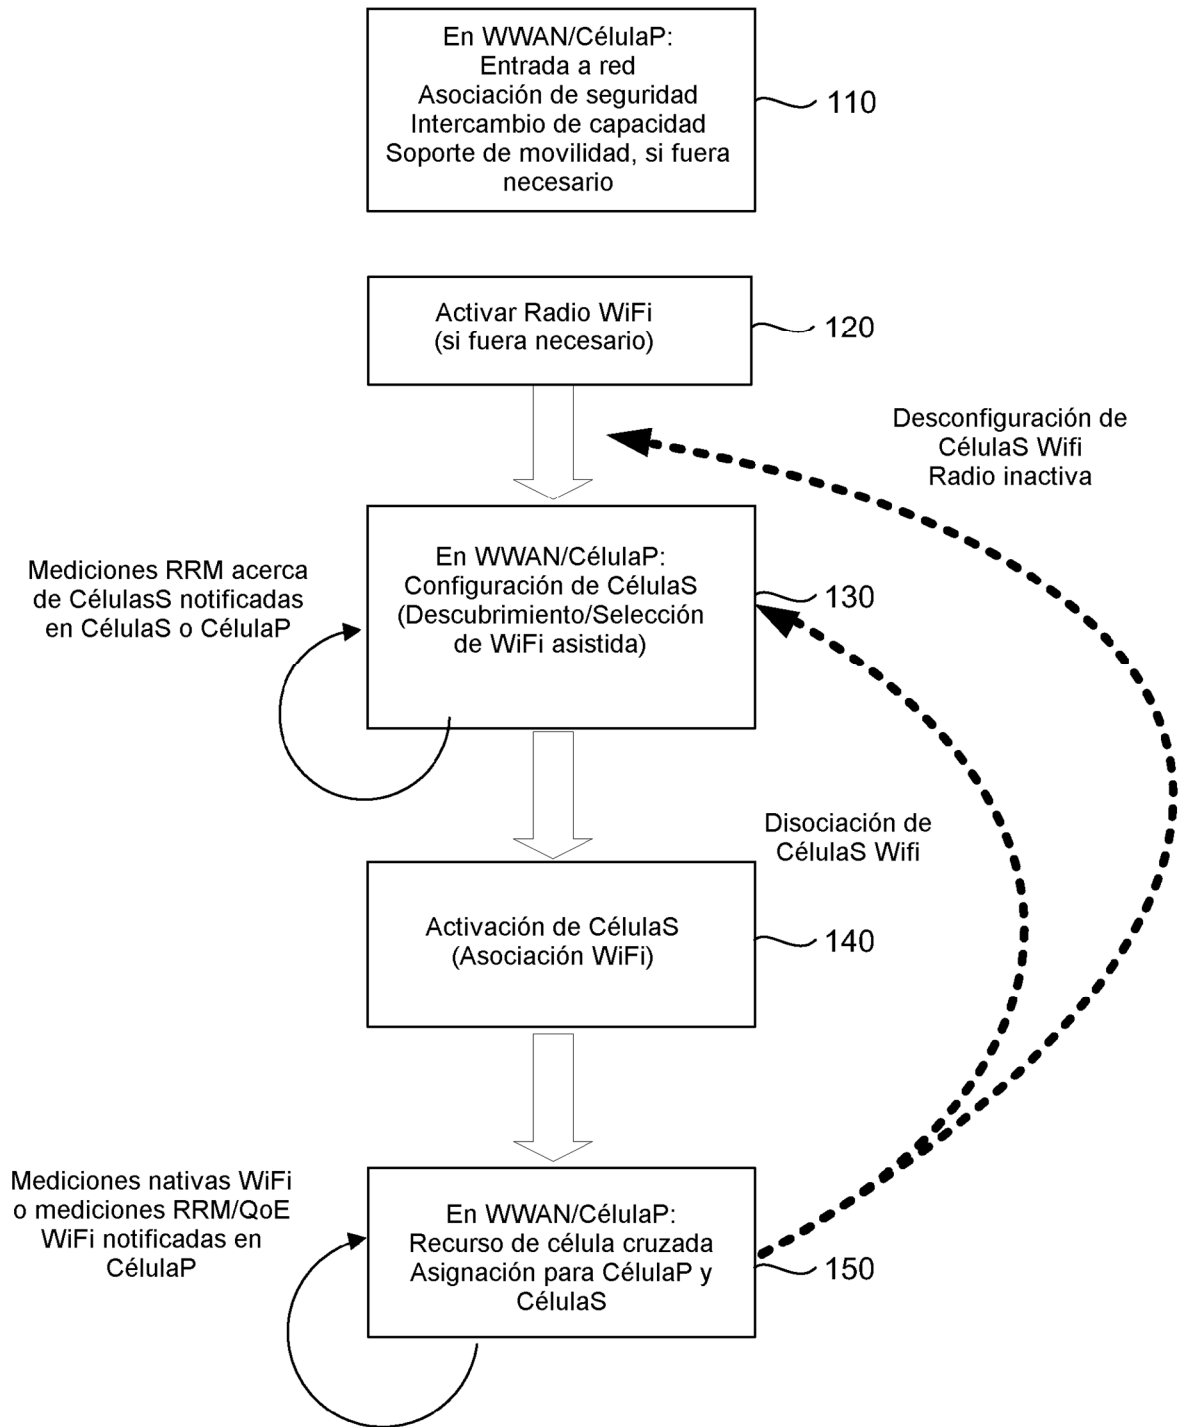 En WWAN/CélulaP:
Entrada a red
Asociación de seguridad
Intercambio de capacidad
Soporte de movilidad, si fuera
necesario
110
Activar Radio WiFi
(si fuera necesario)
120
Desconfiguración de
CélulaS Wifi
Radio inactiva
En WWAN/CélulaP:
Configuración de CélulaS
(Descubrimiento/Selección
de WiFi asistida)
130
Mediciones RRM acerca
de CélulasS notificadas
en CélulaS o CélulaP
Disociación de
CélulaS Wifi
Activación de CélulaS
(Asociación WiFi)
140
Mediciones nativas WiFi
o mediciones RRM/QoE
WiFi notificadas en
CélulaP
En WWAN/CélulaP:
Recurso de célula cruzada
Asignación para CélulaP y
CélulaS
150